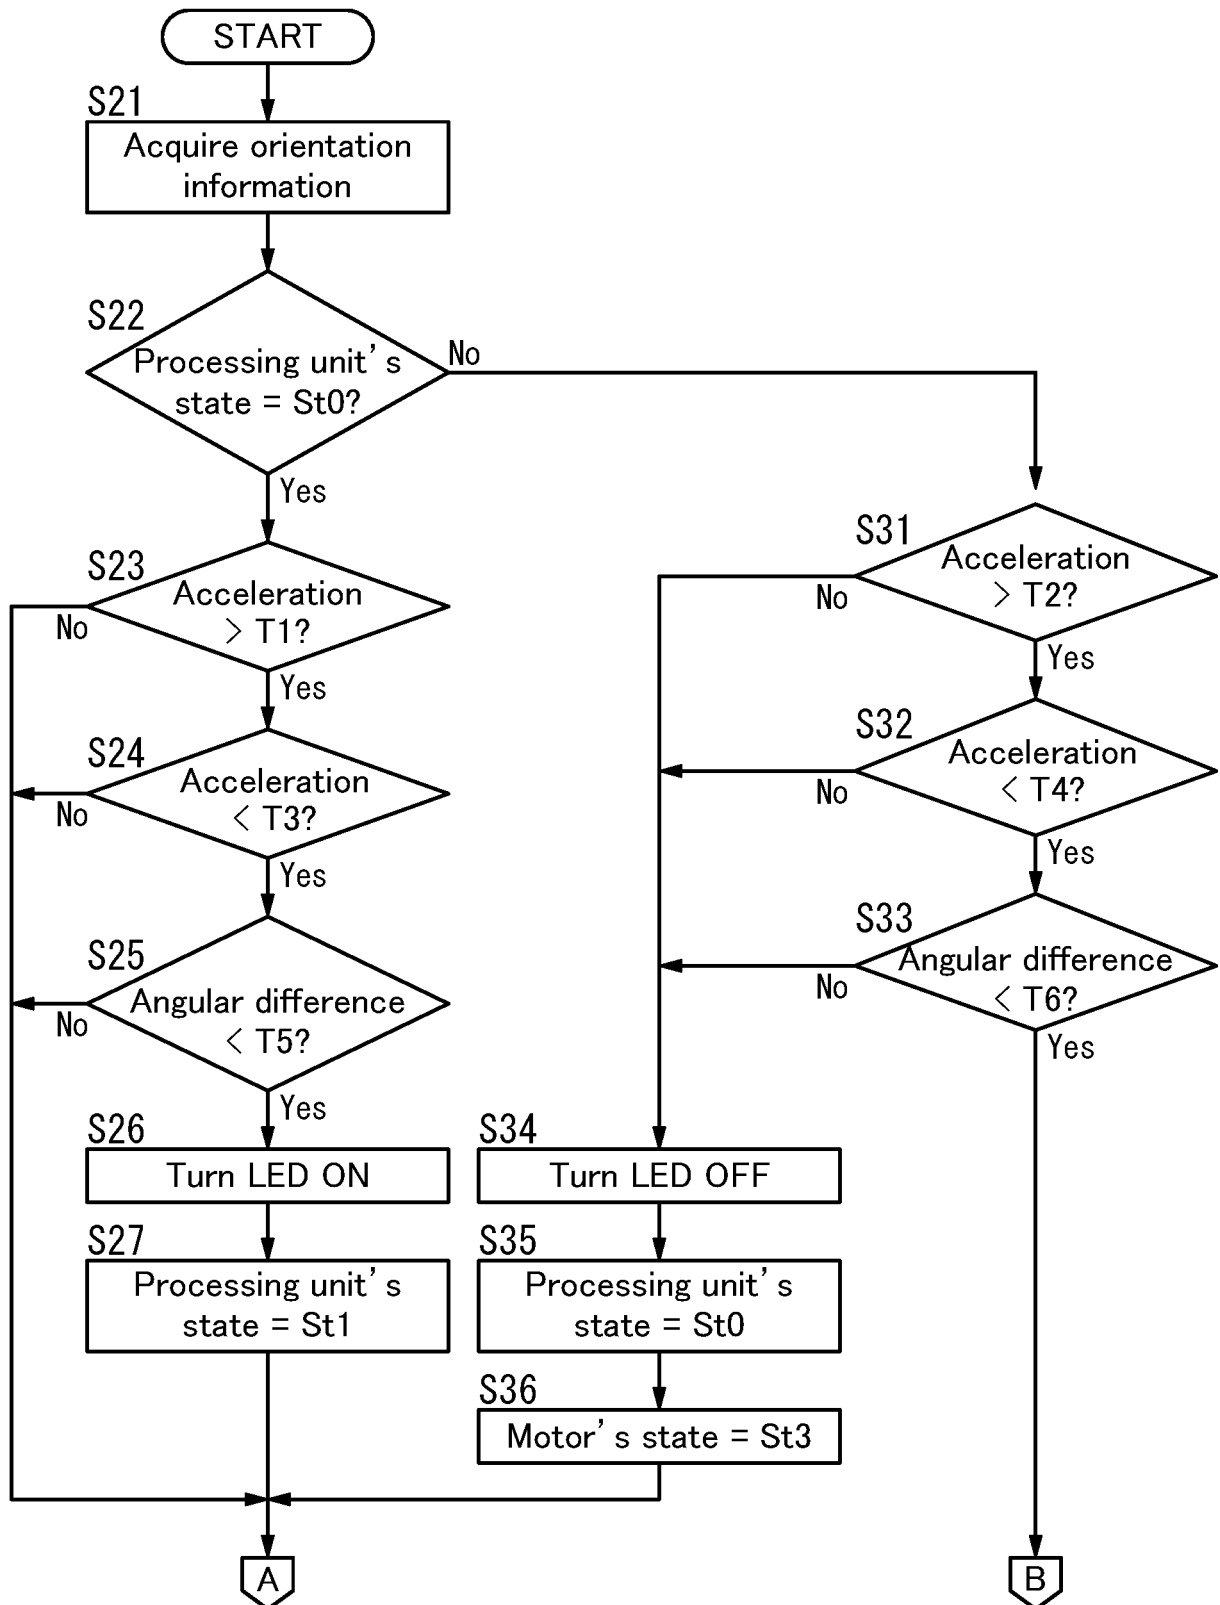 START
S21
Acquire orientation
information
S22
Processing unit's
state = St0?
No
Yes
S23
Acceleration
> T1?
No
Yes
S24
Acceleration
< T3?
No
Yes
S25
Angular difference
< T5?
No
Yes
S26
Turn LED ON
S27
Processing unit's
state = St1
S31
Acceleration
> T2?
No
Yes
S32
Acceleration
< T4?
No
Yes
S33
Angular difference
< T6?
No
Yes
S34
Turn LED OFF
S35
Processing unit's
state = St0
S36
Motor's state = St3
A
B